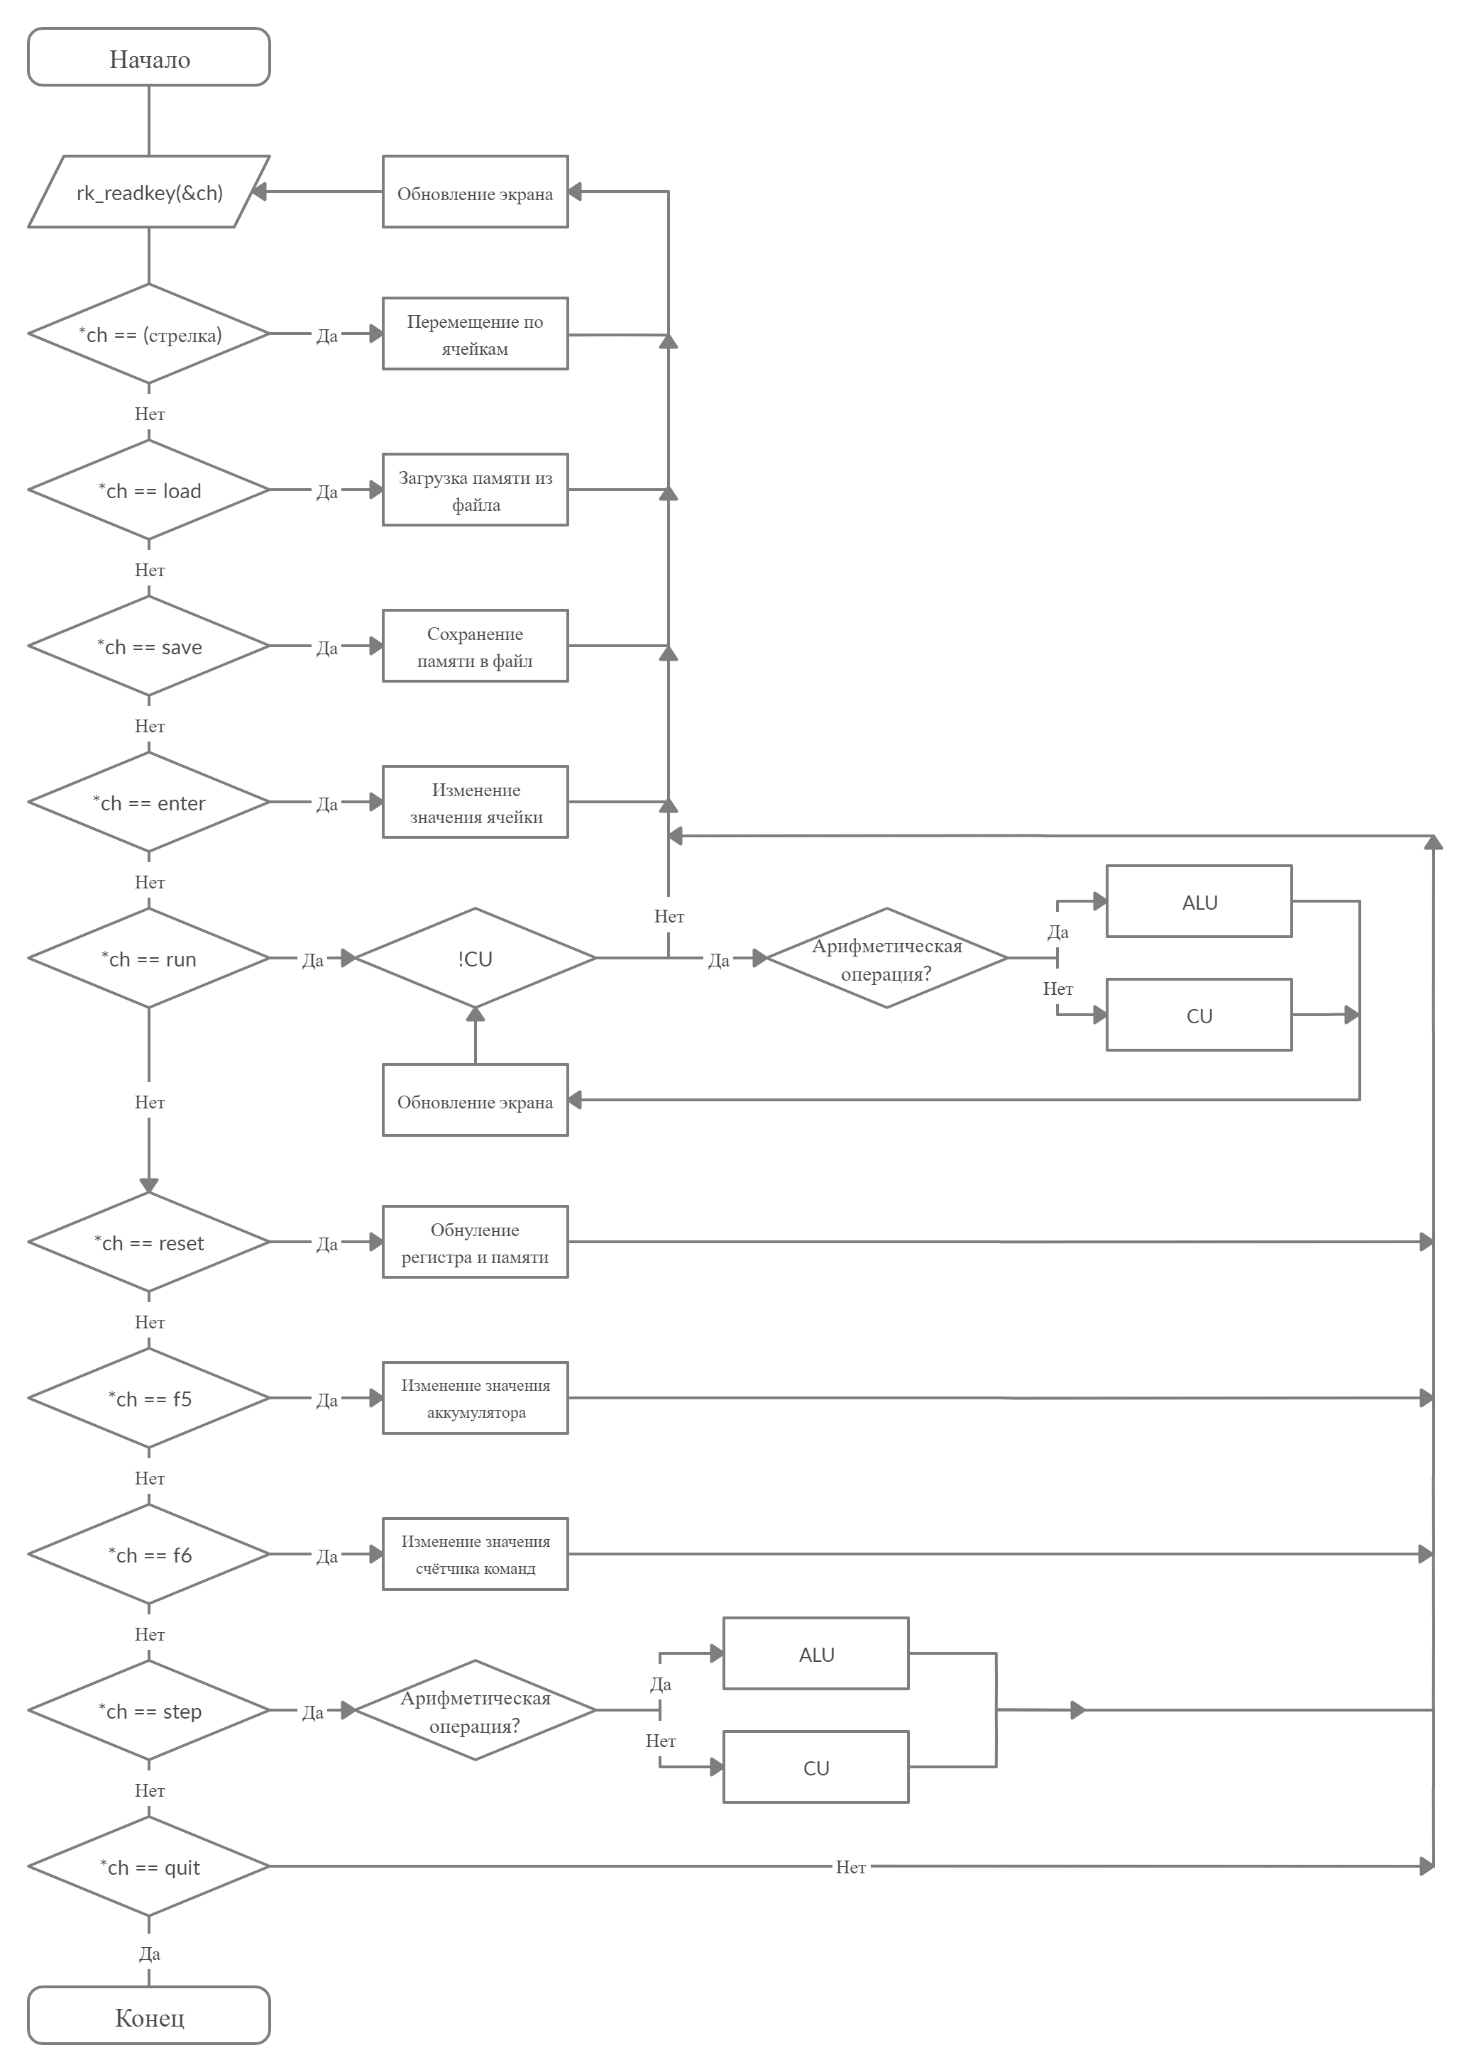 Начало
rk_readkey(&ch)
Обновление экрана
*ch == (стрелка)
Да
Перемещение по
ячейкам
Нет
*ch == load
Да
Загрузка памяти из
файла
Нет
*ch == save
Да
Сохранение
памяти в файл
Нет
*ch == enter
Да
Изменение
значения ячейки
Нет
*ch == run
Да
!CU
Нет
Да
Арифметическая
операция?
Да
ALU
Нет
CU
Обновление экрана
Нет
*ch == reset
Да
Обнуление
регистра и памяти
Нет
*ch == f5
Да
Изменение значения
аккумулятора
Нет
*ch == f6
Да
Изменение значения
счётчика команд
Нет
*ch == step
Да
Арифметическая
операция?
Да
ALU
Нет
CU
Нет
*ch == quit
Нет
Да
Конец